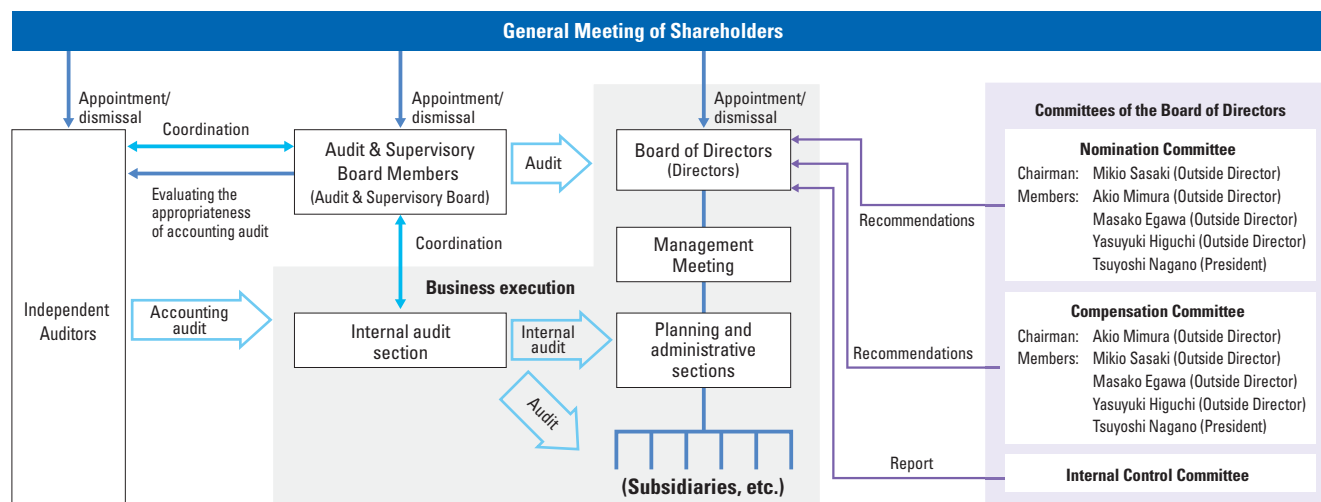 General Meeting of Shareholders
Appointment/
dismissal
Appointment/
dismissal
Appointment/
dismissal
Independent
Auditors
Coordination
Evaluating the
appropriateness
of accounting audit
Audit & Supervisory
Board Members
(Audit & Supervisory Board)
Audit
Board of Directors
(Directors)
Coordination
Management
Meeting
Business execution
Accounting
audit
Internal audit
section
Internal
audit
Planning and
administrative
sections
Audit
(Subsidiaries, etc.)
Recommendations
Recommendations
Report
Committees of the Board of Directors
Nomination Committee
Chairman: Mikio Sasaki (Outside Director)
Members: Akio Mimura (Outside Director)
Masako Egawa (Outside Director)
Yasuyuki Higuchi (Outside Director)
Tsuyoshi Nagano (President)
Compensation Committee
Chairman: Akio Mimura (Outside Director)
Members: Mikio Sasaki (Outside Director)
Masako Egawa (Outside Director)
Yasuyuki Higuchi (Outside Director)
Tsuyoshi Nagano (President)
Internal Control Committee